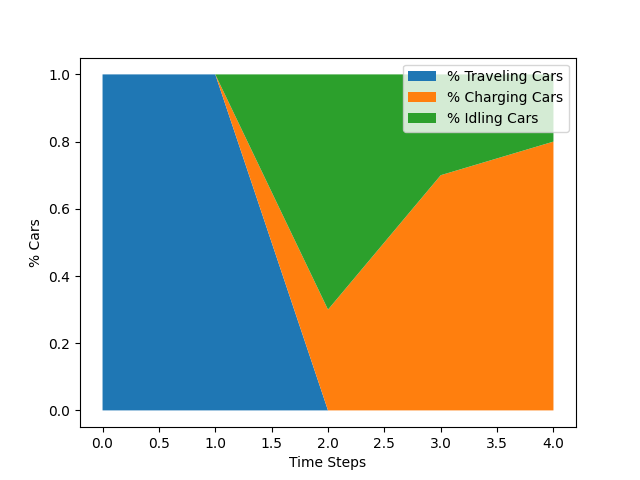 % Traveling Cars
% Charging Cars
% Idling Cars
1.0
0.8
0.6
0.4
0.2
0.0
% Cars
0.0 0.5 1.0 1.5 2.0 2.5 3.0 3.5 4.0
Time Steps